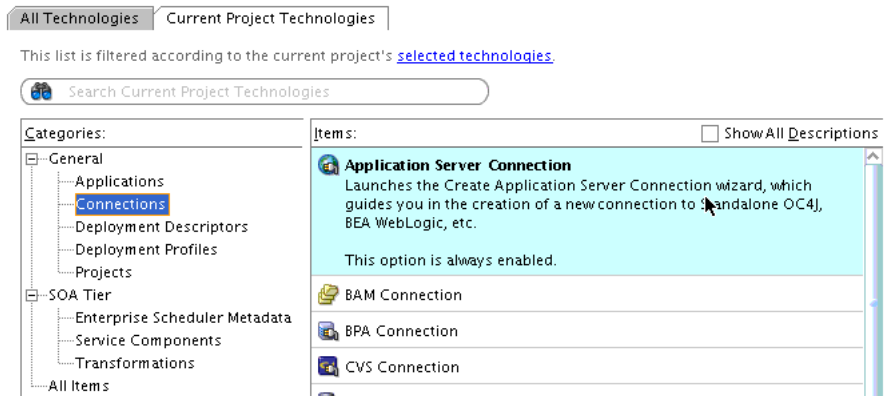 All Technologies
Current Project Technologies
This list is filtered according to the current project's selected technologies.
Search Current Project Technologies
Categories:
General
Applications
Connections
Deployment Descriptors
Deployment Profiles
Projects
SOA Tier
Enterprise Scheduler Metadata
Service Components
Transformations
All Items
Items:
Show All Descriptions
Application Server Connection
Launches the Create Application Server Connection wizard, which
guides you in the creation of a new connection to Standalone OC4J,
BEA WebLogic, etc.
This option is always enabled.
BAM Connection
BPA Connection
CVS Connection